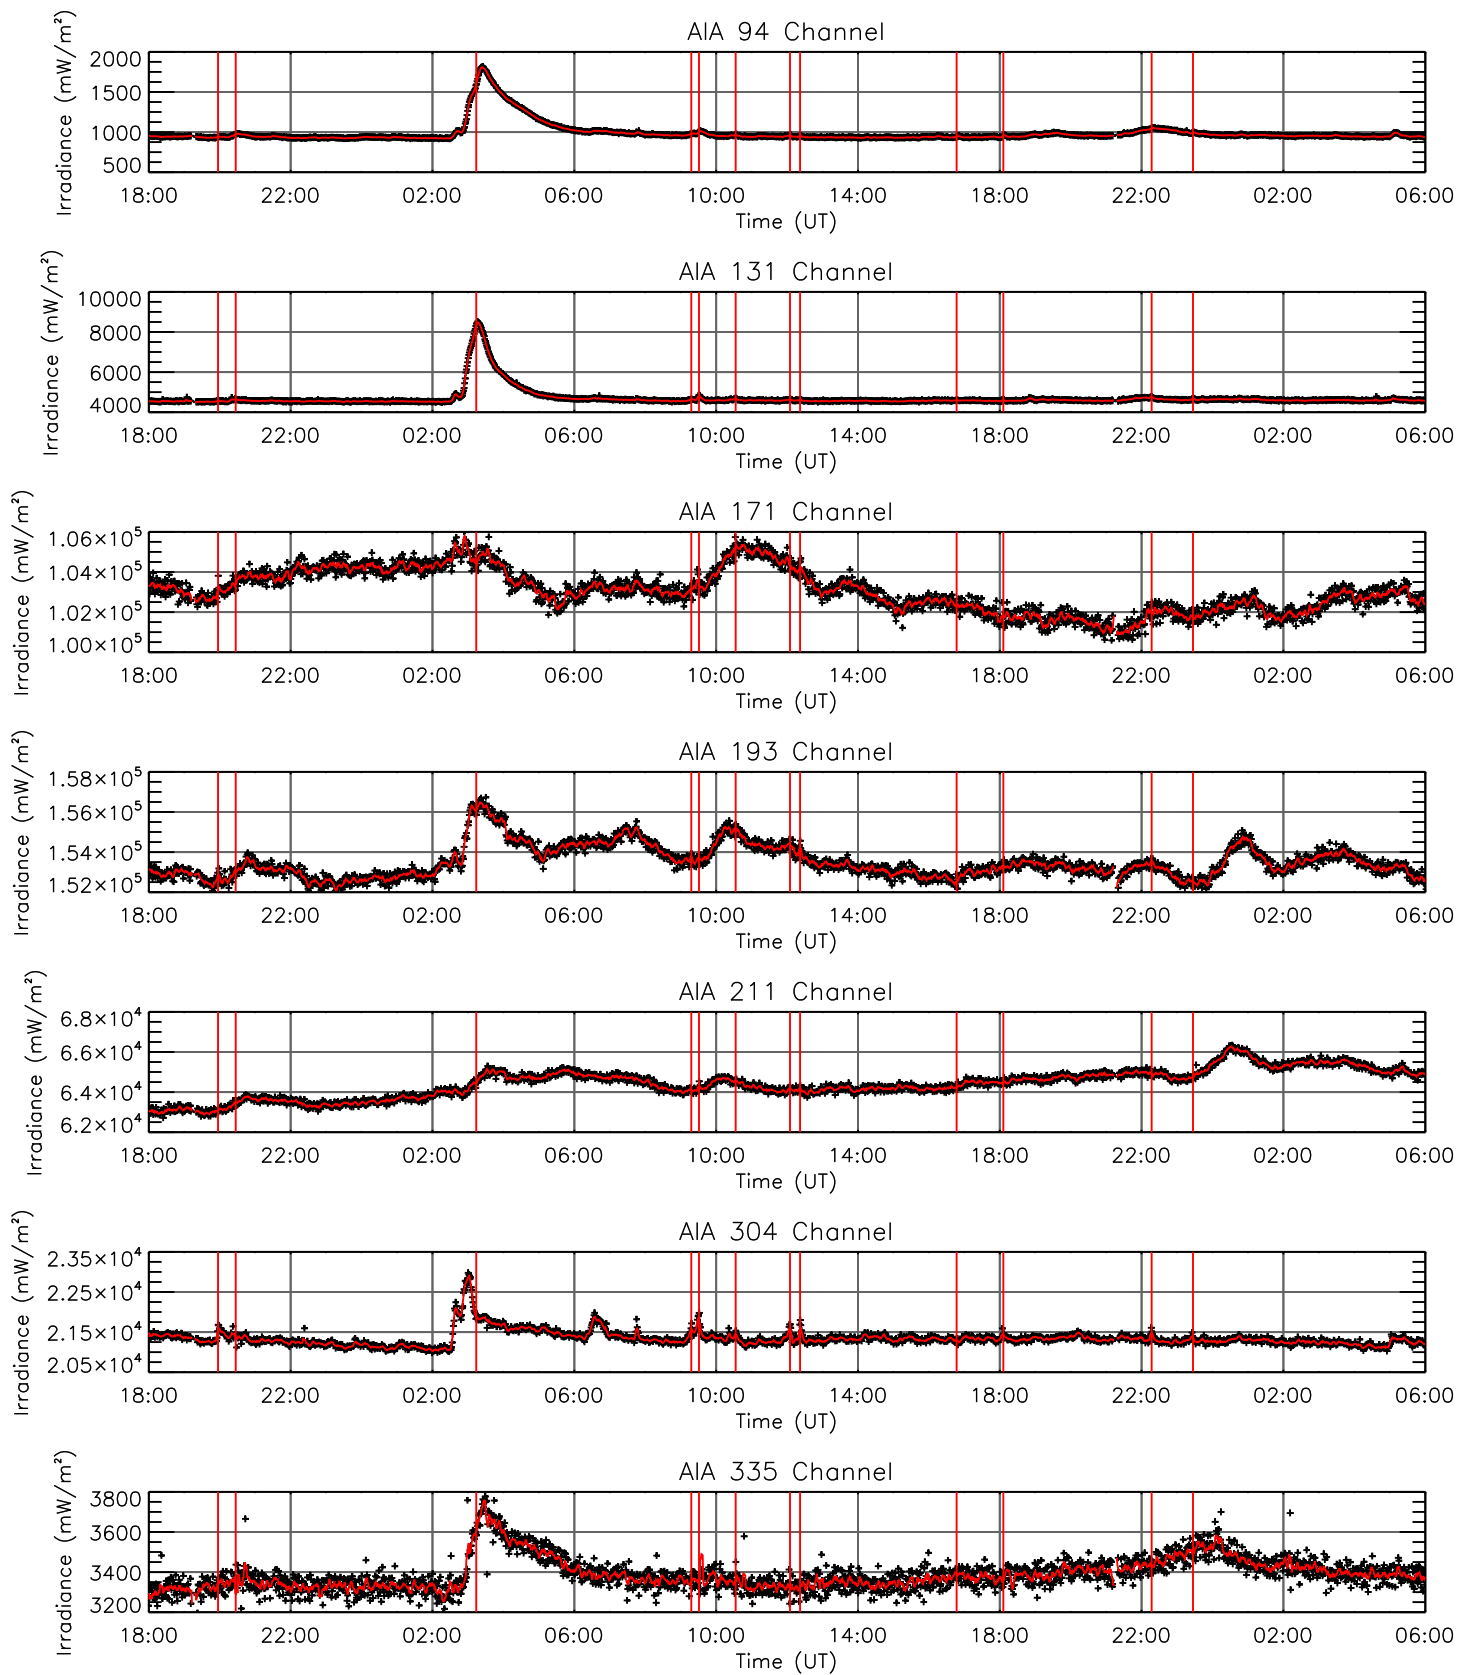 AIA 94 Channel
Irradiance (mW/m²)
2000
1500
1000
500
18:00 22:00 02:00 06:00 10:00 14:00 18:00 22:00 02:00 06:00
Time (UT)
AIA 131 Channel
Irradiance (mW/m²)
10000
8000
6000
4000
18:00 22:00 02:00 06:00 10:00 14:00 18:00 22:00 02:00 06:00
Time (UT)
AIA 171 Channel
Irradiance (mW/m²)
1.06×10⁵
1.04×10⁵
1.02×10⁵
1.00×10⁵
18:00 22:00 02:00 06:00 10:00 14:00 18:00 22:00 02:00 06:00
Time (UT)
AIA 193 Channel
Irradiance (mW/m²)
1.58×10⁵
1.56×10⁵
1.54×10⁵
1.52×10⁵
18:00 22:00 02:00 06:00 10:00 14:00 18:00 22:00 02:00 06:00
Time (UT)
AIA 211 Channel
Irradiance (mW/m²)
6.8×10⁴
6.6×10⁴
6.4×10⁴
6.2×10⁴
18:00 22:00 02:00 06:00 10:00 14:00 18:00 22:00 02:00 06:00
Time (UT)
AIA 304 Channel
Irradiance (mW/m²)
2.35×10⁴
2.25×10⁴
2.15×10⁴
2.05×10⁴
18:00 22:00 02:00 06:00 10:00 14:00 18:00 22:00 02:00 06:00
Time (UT)
AIA 335 Channel
Irradiance (mW/m²)
3800
3600
3400
3200
18:00 22:00 02:00 06:00 10:00 14:00 18:00 22:00 02:00 06:00
Time (UT)